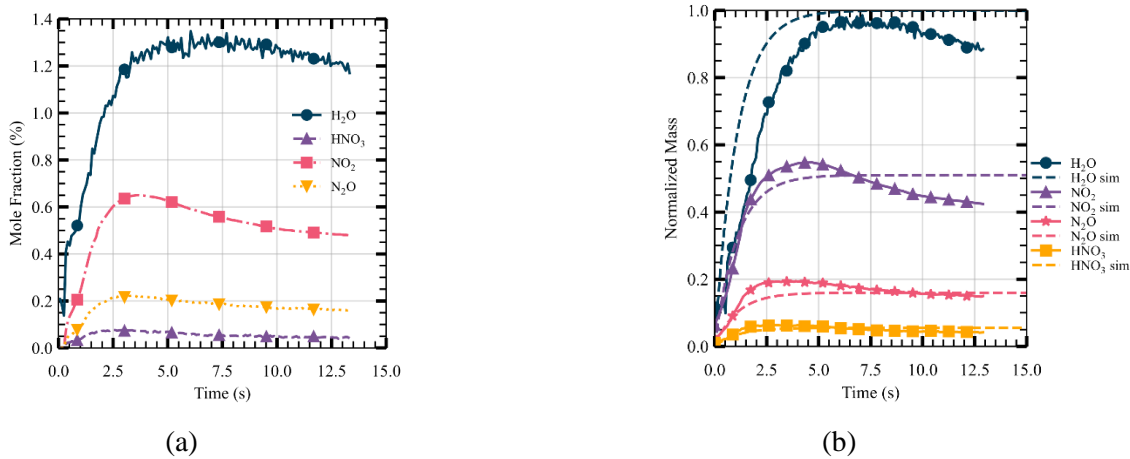 1.4
1.2
1.0
0.8
0.6
0.4
0.2
0.0
Mole Fraction (%)
H₂O
HNO₃
NO₂
N₂O
0.0 2.5 5.0 7.5 10.0 12.5 15.0
Time (s)
(a)
1.0
0.8
0.6
0.4
0.2
0.0
Normalized Mass
0.0 2.5 5.0 7.5 10.0 12.5 15.0
Time (s)
H₂O
H₂O sim
NO₂
NO₂ sim
N₂O
N₂O sim
HNO₃
HNO₃ sim
(b)